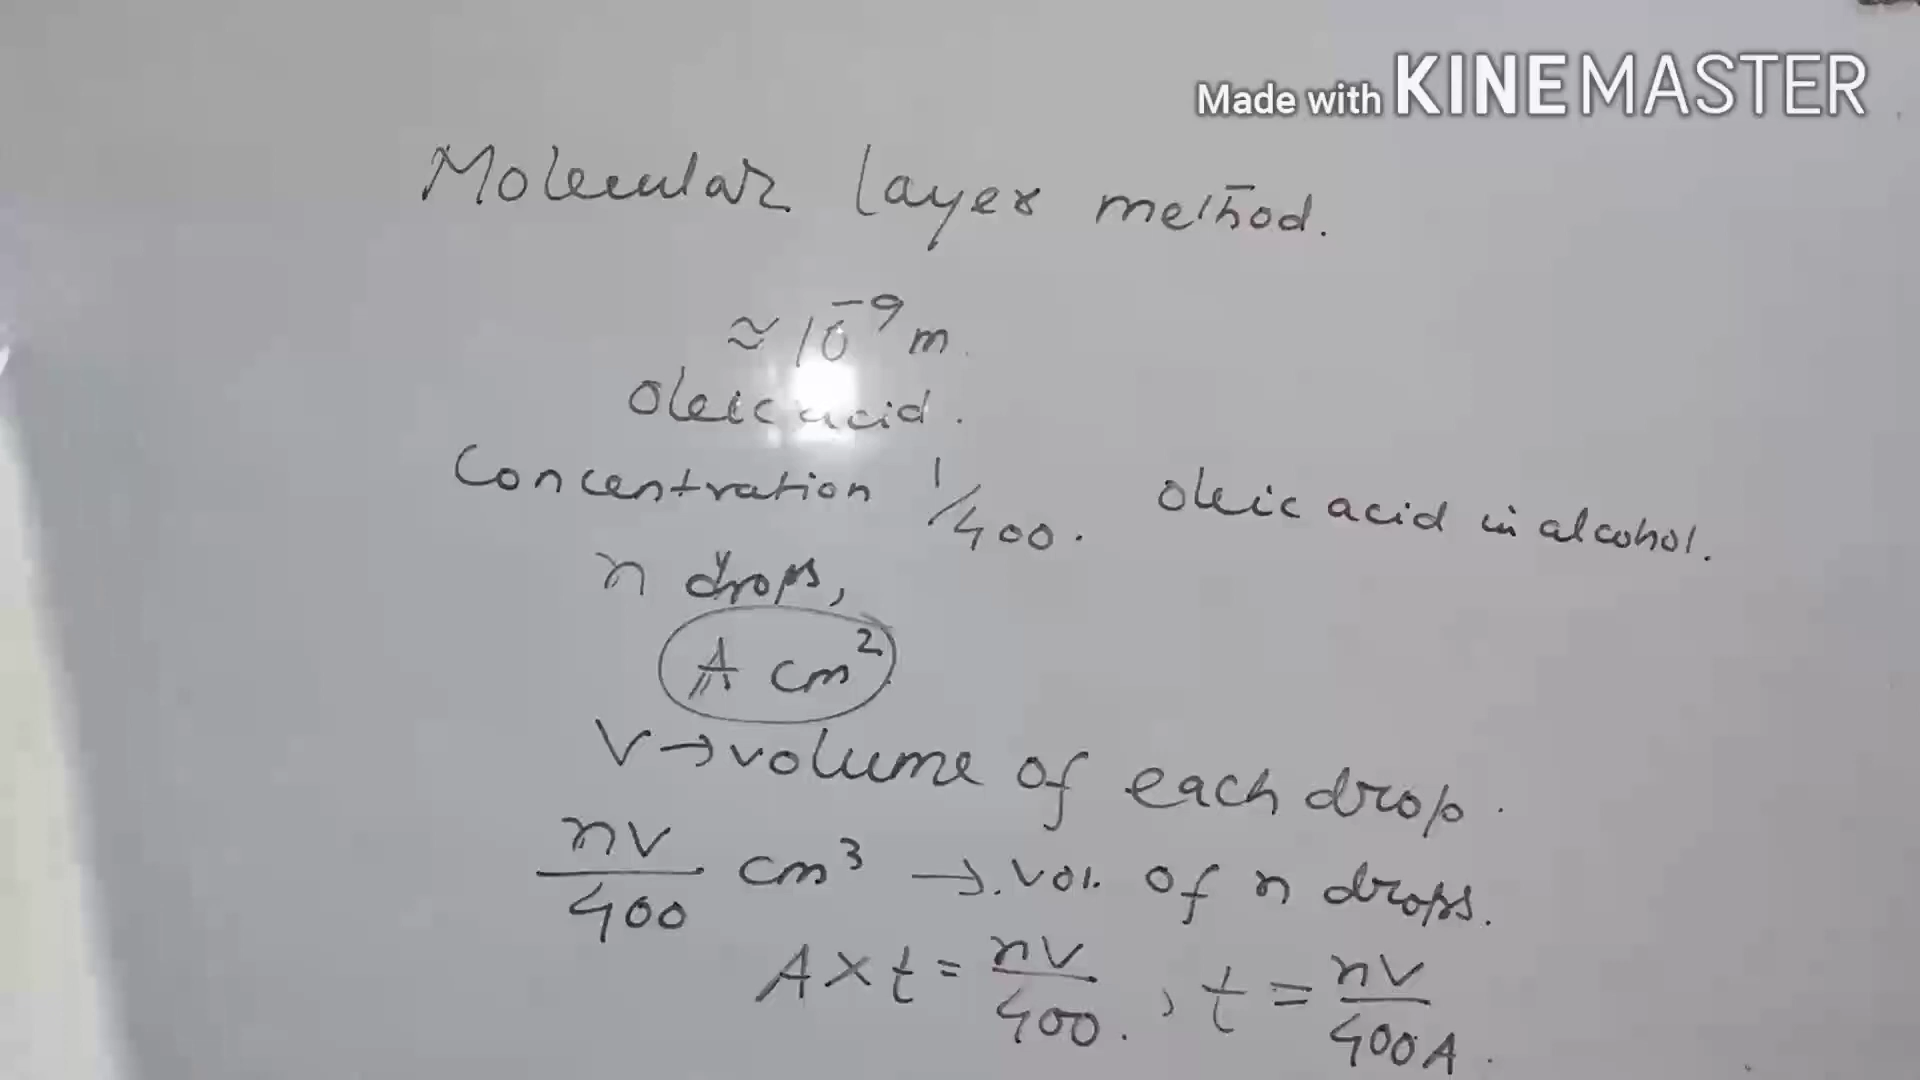 Made with KINEMASTER
Molecular layer method.
≈ 10⁻⁹ m.
Oleic acid.
Concentration 1/400. Oleic acid in alcohol.
n drops,
A cm²
V → volume of each drop.
nV/400 cm³ → vol. of n drops.
A × t = nV/400. , t = nV/400A.